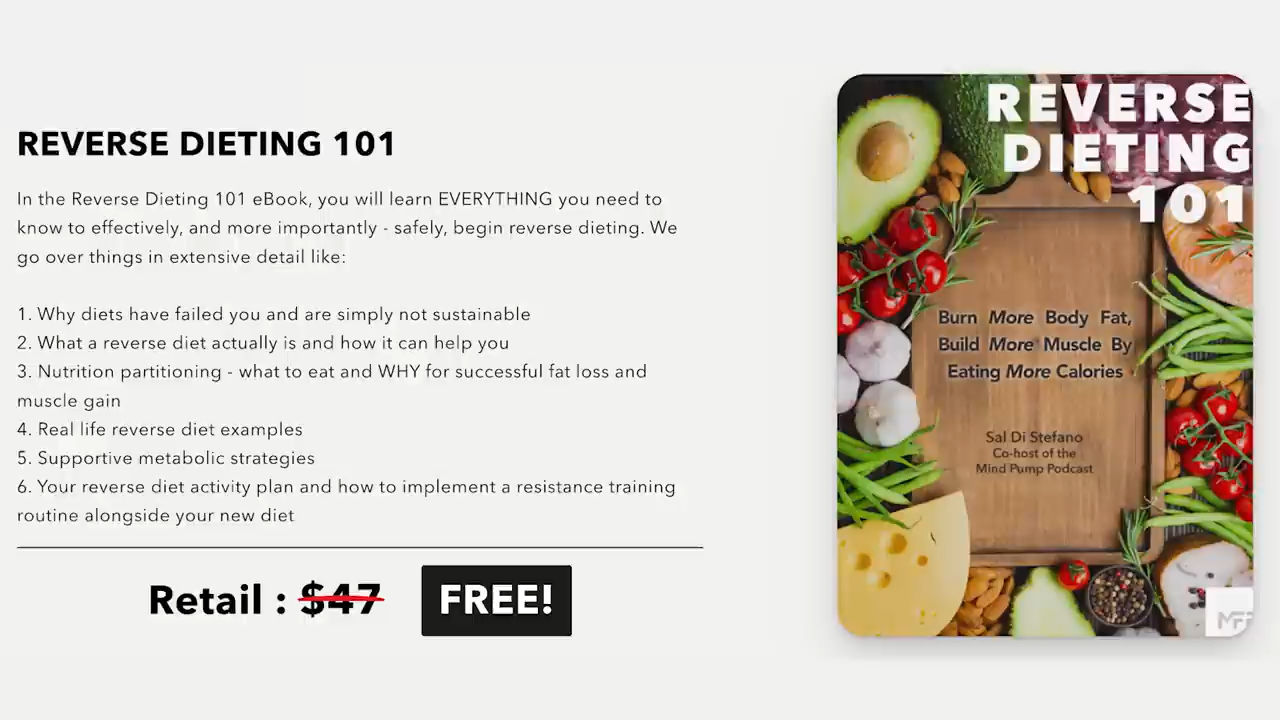 REVERSE DIETING 101
In the Reverse Dieting 101 eBook, you will learn EVERYTHING you need to
know to effectively, and more importantly - safely, begin reverse dieting. We
go over things in extensive detail like:
1. Why diets have failed you and are simply not sustainable
2. What a reverse diet actually is and how it can help you
3. Nutrition partitioning - what to eat and WHY for successful fat loss and
muscle gain
4. Real life reverse diet examples
5. Supportive metabolic strategies
6. Your reverse diet activity plan and how to implement a resistance training
routine alongside your new diet
Retail : $47 FREE!
REVERSE
DIETING
101
Burn More Body Fat,
Build More Muscle By
Eating More Calories
Sal Di Stefano
Co-host of the
Mind Pump Podcast